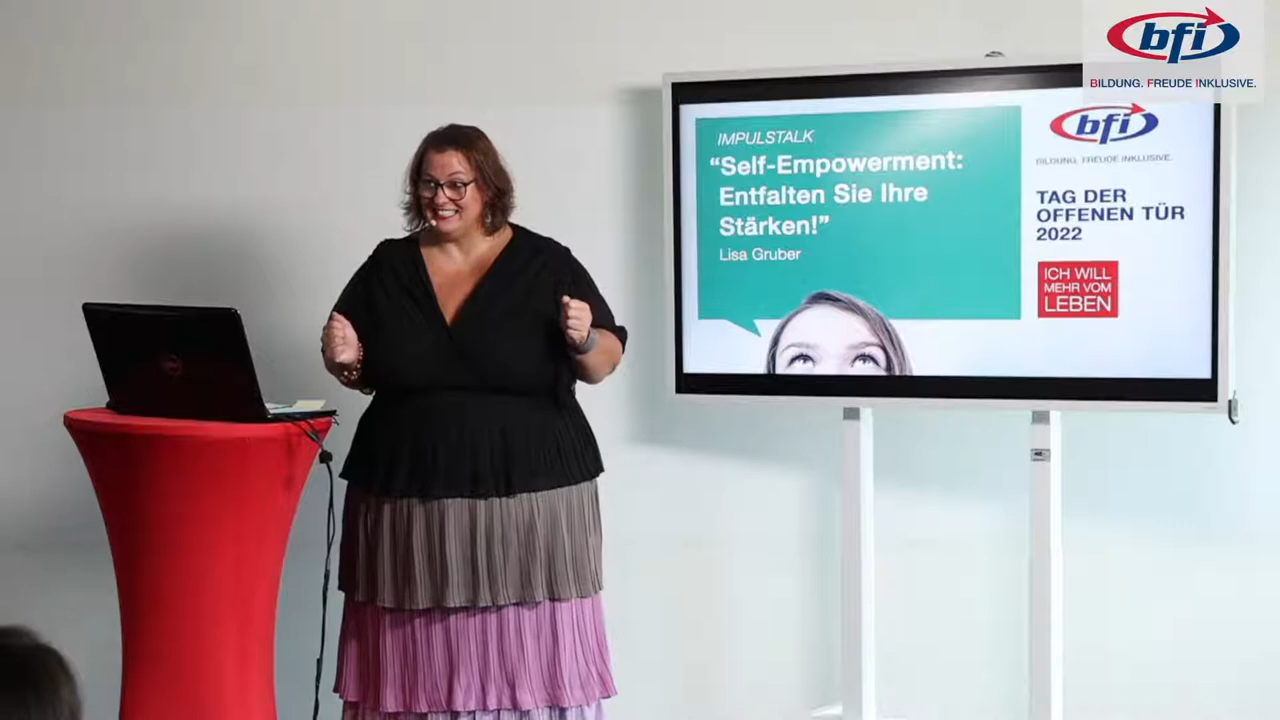 IMPULSTALK
“Self-Empowerment:
Entfalten Sie Ihre
Stärken!”
Lisa Gruber
bfi
BILDUNG. FREUDE INKLUSIVE.
TAG DER
OFFENEN TÜR
2022
ICH WILL
MEHR VOM
LEBEN
bfi
BILDUNG. FREUDE INKLUSIVE.